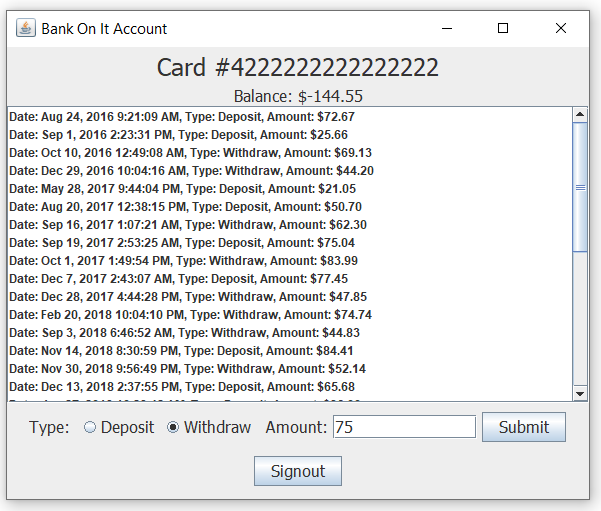 Bank On It Account
Card #4222222222222222
Balance: $-144.55
Date: Aug 24, 2016 9:21:09 AM, Type: Deposit, Amount: $72.67
Date: Sep 1, 2016 2:23:31 PM, Type: Deposit, Amount: $25.66
Date: Oct 10, 2016 12:49:08 AM, Type: Withdraw, Amount: $69.13
Date: Dec 29, 2016 10:04:16 AM, Type: Withdraw, Amount: $44.20
Date: May 28, 2017 9:44:04 PM, Type: Deposit, Amount: $21.05
Date: Aug 20, 2017 12:38:15 PM, Type: Deposit, Amount: $50.70
Date: Sep 16, 2017 1:07:21 AM, Type: Withdraw, Amount: $62.30
Date: Sep 19, 2017 2:53:25 AM, Type: Deposit, Amount: $75.04
Date: Oct 1, 2017 1:49:54 PM, Type: Withdraw, Amount: $83.99
Date: Dec 7, 2017 2:43:07 AM, Type: Deposit, Amount: $77.45
Date: Dec 28, 2017 4:44:28 PM, Type: Withdraw, Amount: $47.85
Date: Feb 20, 2018 10:04:10 PM, Type: Withdraw, Amount: $74.74
Date: Sep 3, 2018 6:46:52 AM, Type: Withdraw, Amount: $44.83
Date: Nov 14, 2018 8:30:59 PM, Type: Deposit, Amount: $84.41
Date: Nov 30, 2018 9:56:49 PM, Type: Withdraw, Amount: $52.14
Date: Dec 13, 2018 2:37:55 PM, Type: Deposit, Amount: $65.68
Type: Deposit Withdraw Amount: 75 Submit
Signout